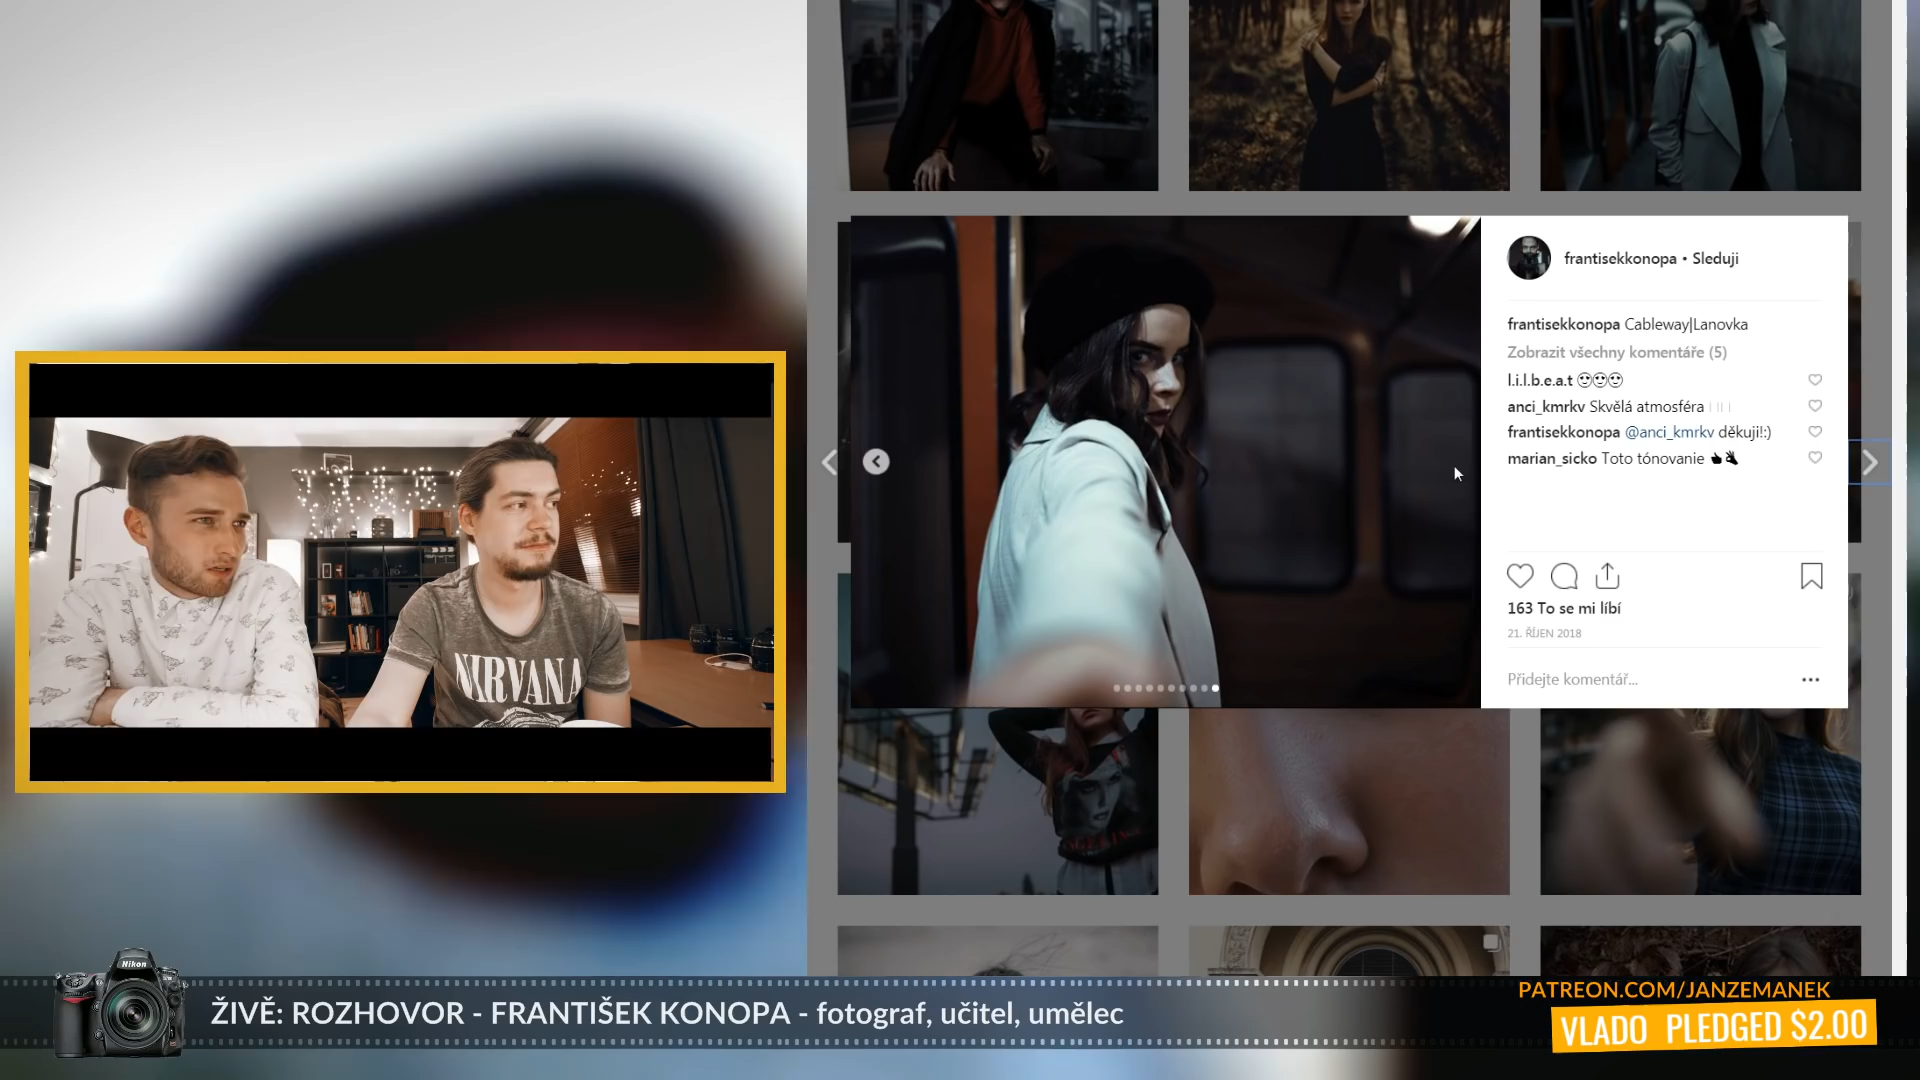 frantisekkonopa • Sleduji
frantisekkonopa Cableway|Lanovka
Zobrazit všechny komentáře (5)
l.i.l.b.e.a.t
anci_kmrkv Skvělá atmosféra
frantisekkonopa @anci_kmrkv děkuji!:)
marian_sicko Toto tónovanie
163 To se mi líbí
21. ŘÍJEN 2018
Přidejte komentář...
NIRVANA
Nikon
ŽIVĚ: ROZHOVOR - FRANTIŠEK KONOPA - fotograf, učitel, umělec
PATREON.COM/JANZEMANEK
VLADO PLEDGED $2.00